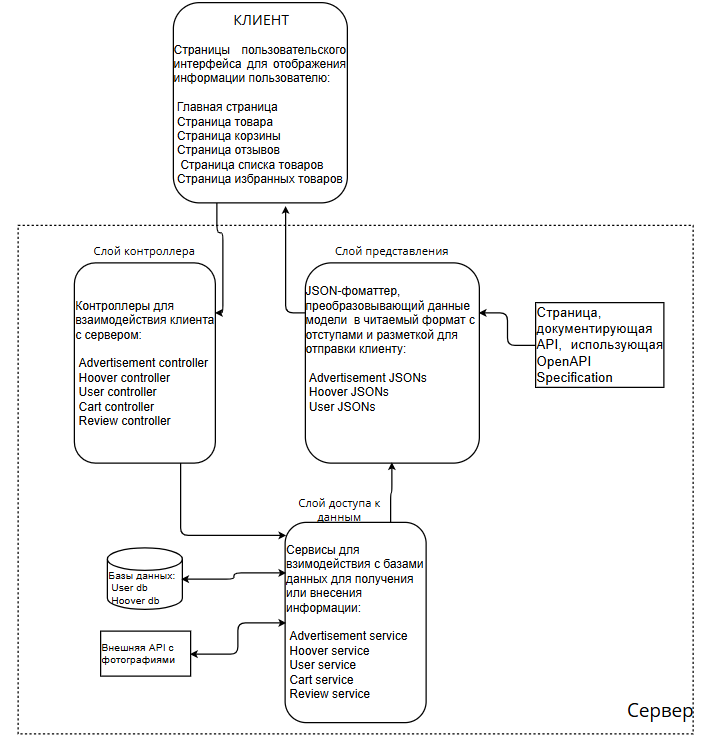 КЛИЕНТ
Страницы пользовательского
интерфейса для отображения
информации пользователю:
Главная страница
Страница товара
Страница корзины
Страница отзывов
Страница списка товаров
Страница избранных товаров
Слой контроллера
Контроллеры для
взаимодействия клиента
с сервером:
Advertisement controller
Hoover controller
User controller
Cart controller
Review controller
Слой представления
JSON-фоматтер,
преобразовывающий данные
модели в читаемый формат с
отступами и разметкой для
отправки клиенту:
Advertisement JSONs
Hoover JSONs
User JSONs
Страница,
документирующая
API, использующая
OpenAPI
Specification
Слой доступа к
данным
Сервисы для
взимодействия с базами
данных для получения
или внесения
информации:
Advertisement service
Hoover service
User service
Cart service
Review service
Базы данных:
User db
Hoover db
Внешняя API с
фотографиями
Сервер